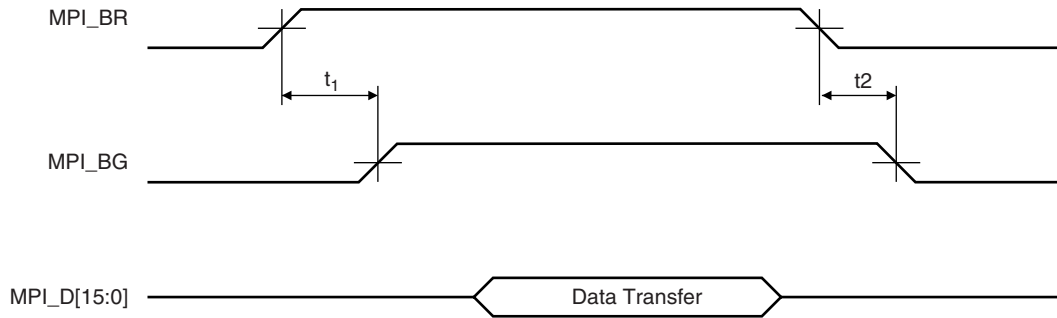 MPI_BR
t₁
t2
MPI_BG
MPI_D[15:0]
Data Transfer